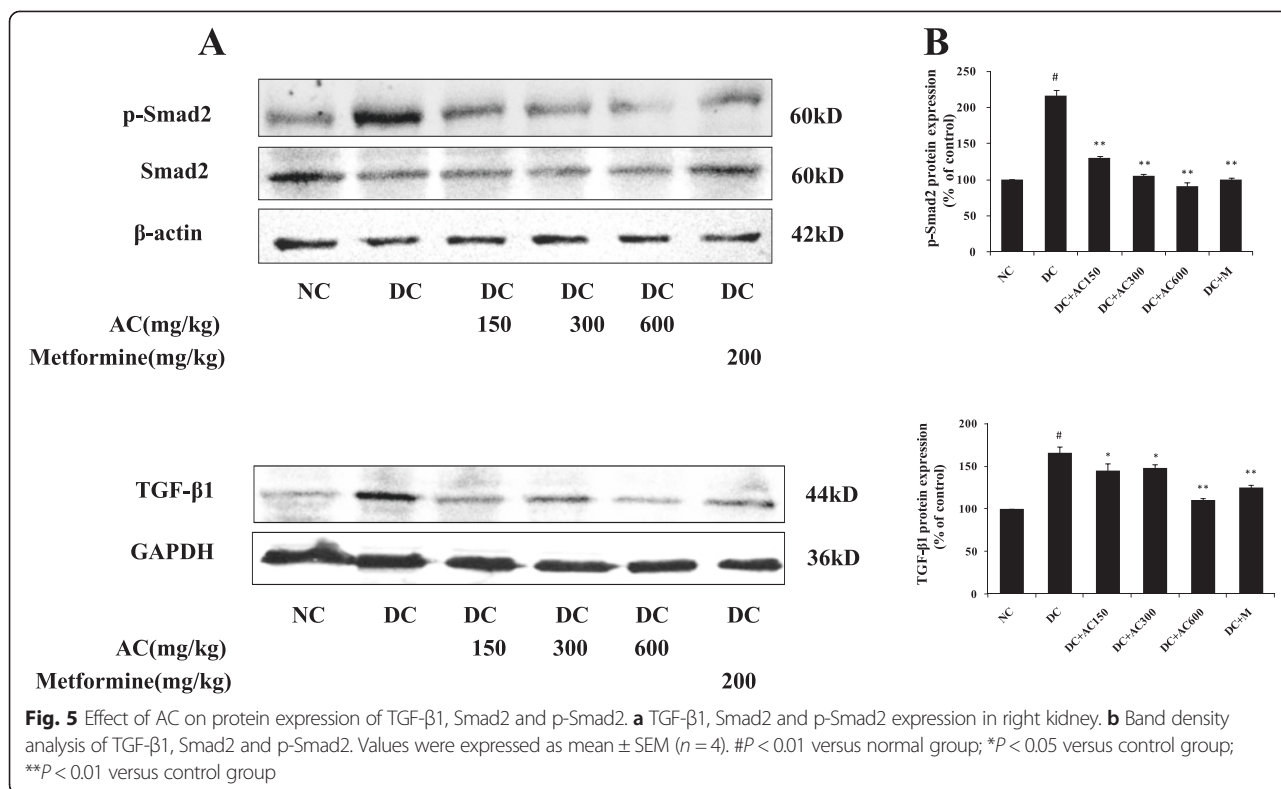 A
p-Smad2 60kD
Smad2 60kD
β-actin 42kD
NC DC DC DC DC DC
AC(mg/kg) 150 300 600
Metformine(mg/kg) 200
TGF-β1 44kD
GAPDH 36kD
NC DC DC DC DC DC
AC(mg/kg) 150 300 600
Metformine(mg/kg) 200
B
p-Smad2 protein expression
(% of control)
250
200
150
100
50
0
# ** ** ** **
NC DC DC+AC150 DC+AC300 DC+AC600 DC+M
TGF-β1 protein expression
(% of control)
200
150
100
50
0
# * * ** **
NC DC DC+AC150 DC+AC300 DC+AC600 DC+M
Fig. 5 Effect of AC on protein expression of TGF-β1, Smad2 and p-Smad2. a TGF-β1, Smad2 and p-Smad2 expression in right kidney. b Band density
analysis of TGF-β1, Smad2 and p-Smad2. Values were expressed as mean ± SEM (n = 4). #P < 0.01 versus normal group; *P < 0.05 versus control group;
**P < 0.01 versus control group